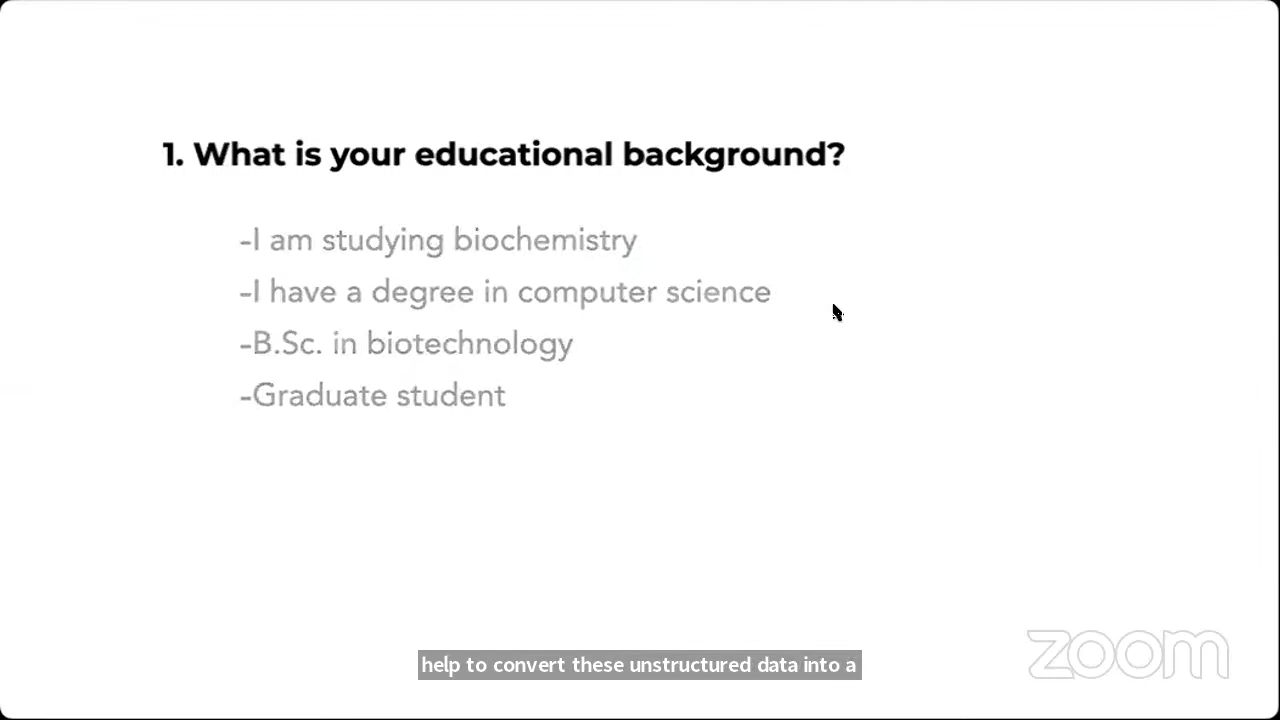 1. What is your educational background?
-I am studying biochemistry
-I have a degree in computer science
-B.Sc. in biotechnology
-Graduate student
help to convert these unstructured data into a
zoom